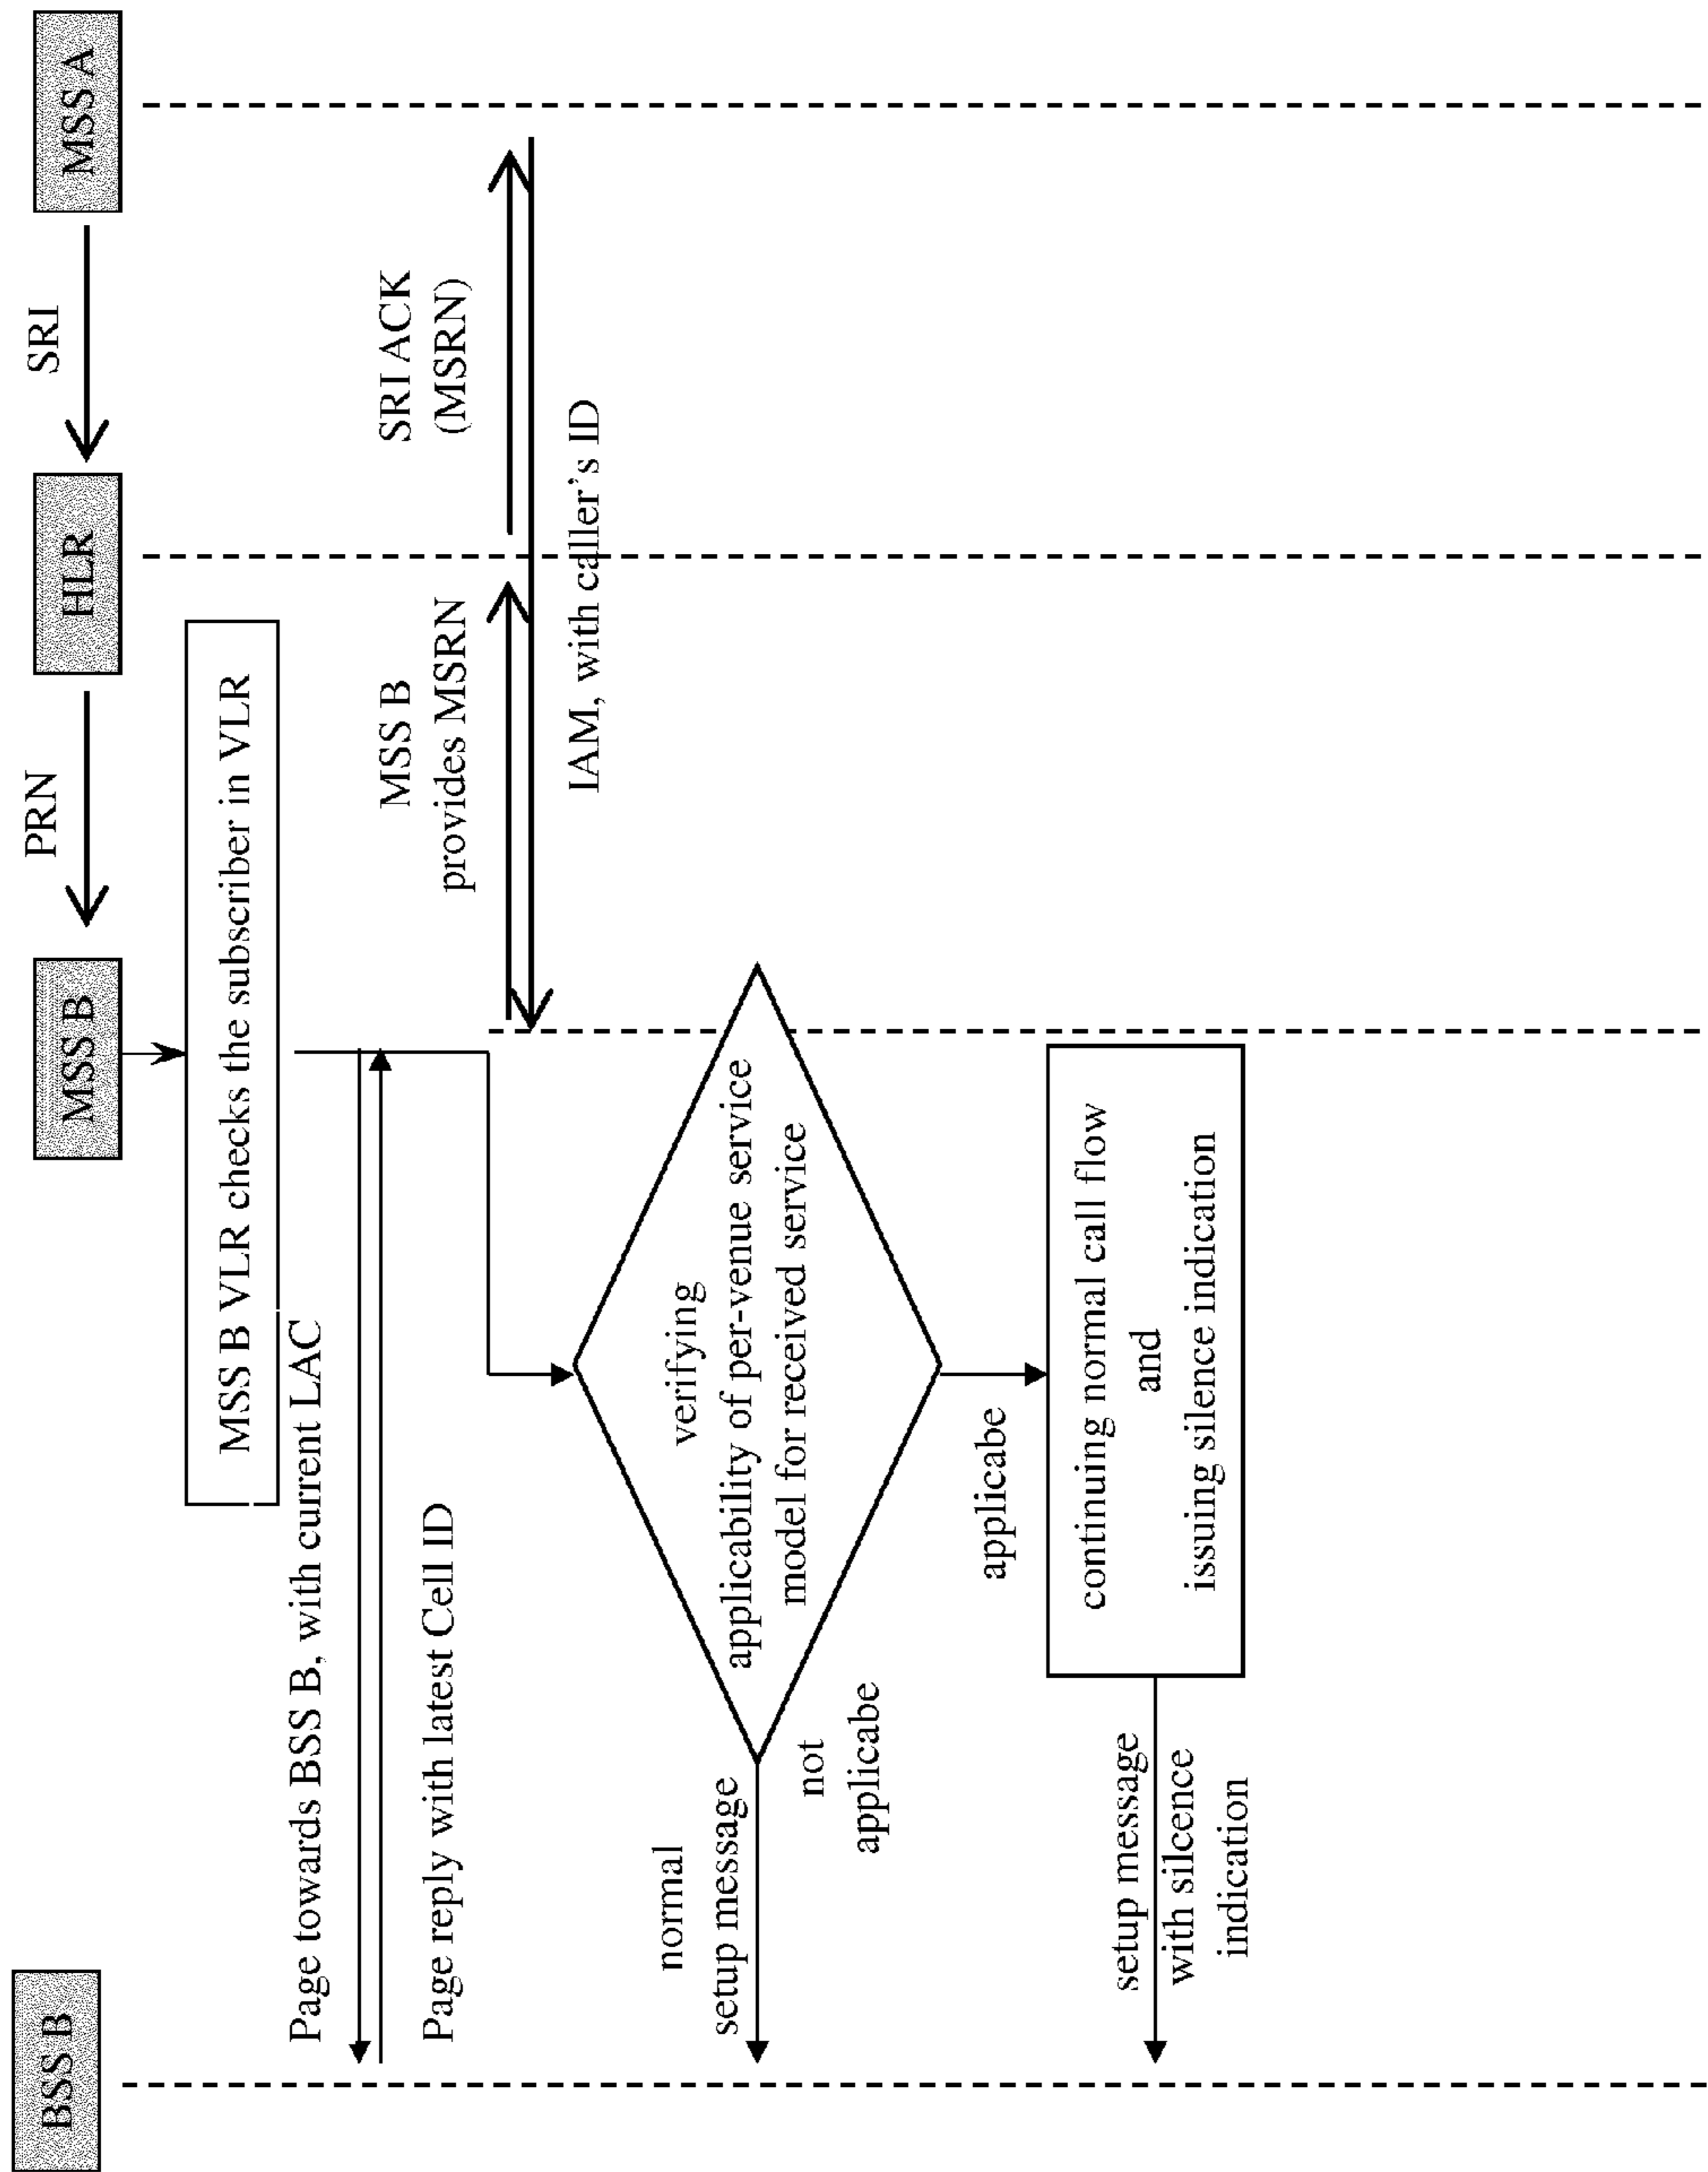 BSS B
MSS B
PRN
HLR
SRI
MSS A
MSS B VLR checks the subscriber in VLR
Page towards BSS B, with current LAC
Page reply with latest Cell ID
MSS B
provides MSRN
SRI ACK
(MSRN)
IAM, with caller's ID
verifying
applicability of per-venue service
model for received service
normal
setup message
not
applicabe
applicabe
continuing normal call flow
and
issuing silence indication
setup message
with silcence
indication